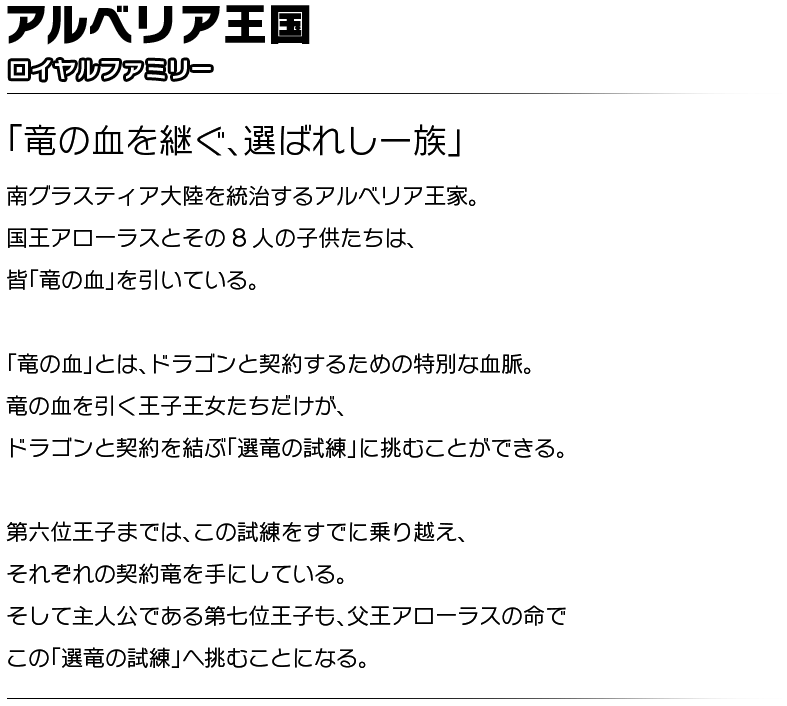 アルベリア王国
ロイヤルファミリー
「竜の血を継ぐ、選ばれし一族」
南グラスティア大陸を統治するアルベリア王家。
国王アローラスとその8人の子供たちは、
皆「竜の血」を引いている。
「竜の血」とは、ドラゴンと契約するための特別な血脈。
竜の血を引く王子王女たちだけが、
ドラゴンと契約を結ぶ「選竜の試練」に挑むことができる。
第六位王子までは、この試練をすでに乗り越え、
それぞれの契約竜を手にしている。
そして主人公である第七位王子も、父王アローラスの命で
この「選竜の試練」へ挑むことになる。